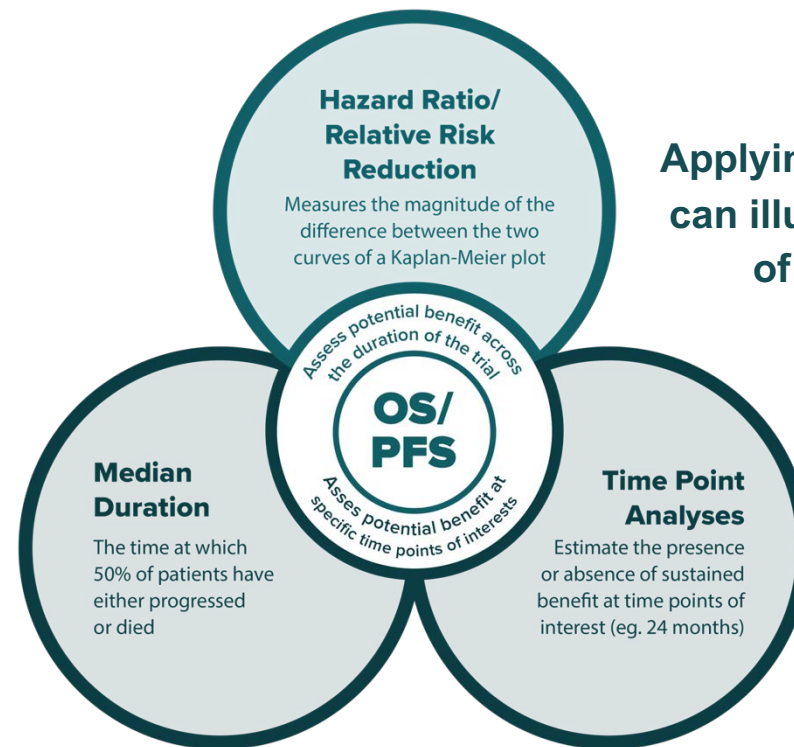 Hazard Ratio/
Relative Risk
Reduction
Measures the magnitude of the
difference between the two
curves of a Kaplan-Meier plot
can illu
of
Assess potential benefit across
the duration of the trial
OS/
PFS
Asses potential benefit at
specific time points of interests
Median
Duration
The time at which
50% of patients have
either progressed
or died
Time Point
Analyses
Estimate the presence
or absence of sustained
benefit at time points of
interest (eg. 24 months)